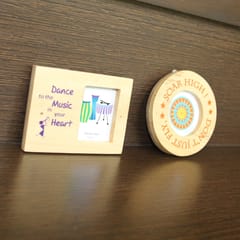 Dance
to the Music
in your
Heart
SOAR HIGH !
DON'T JUST FLY,